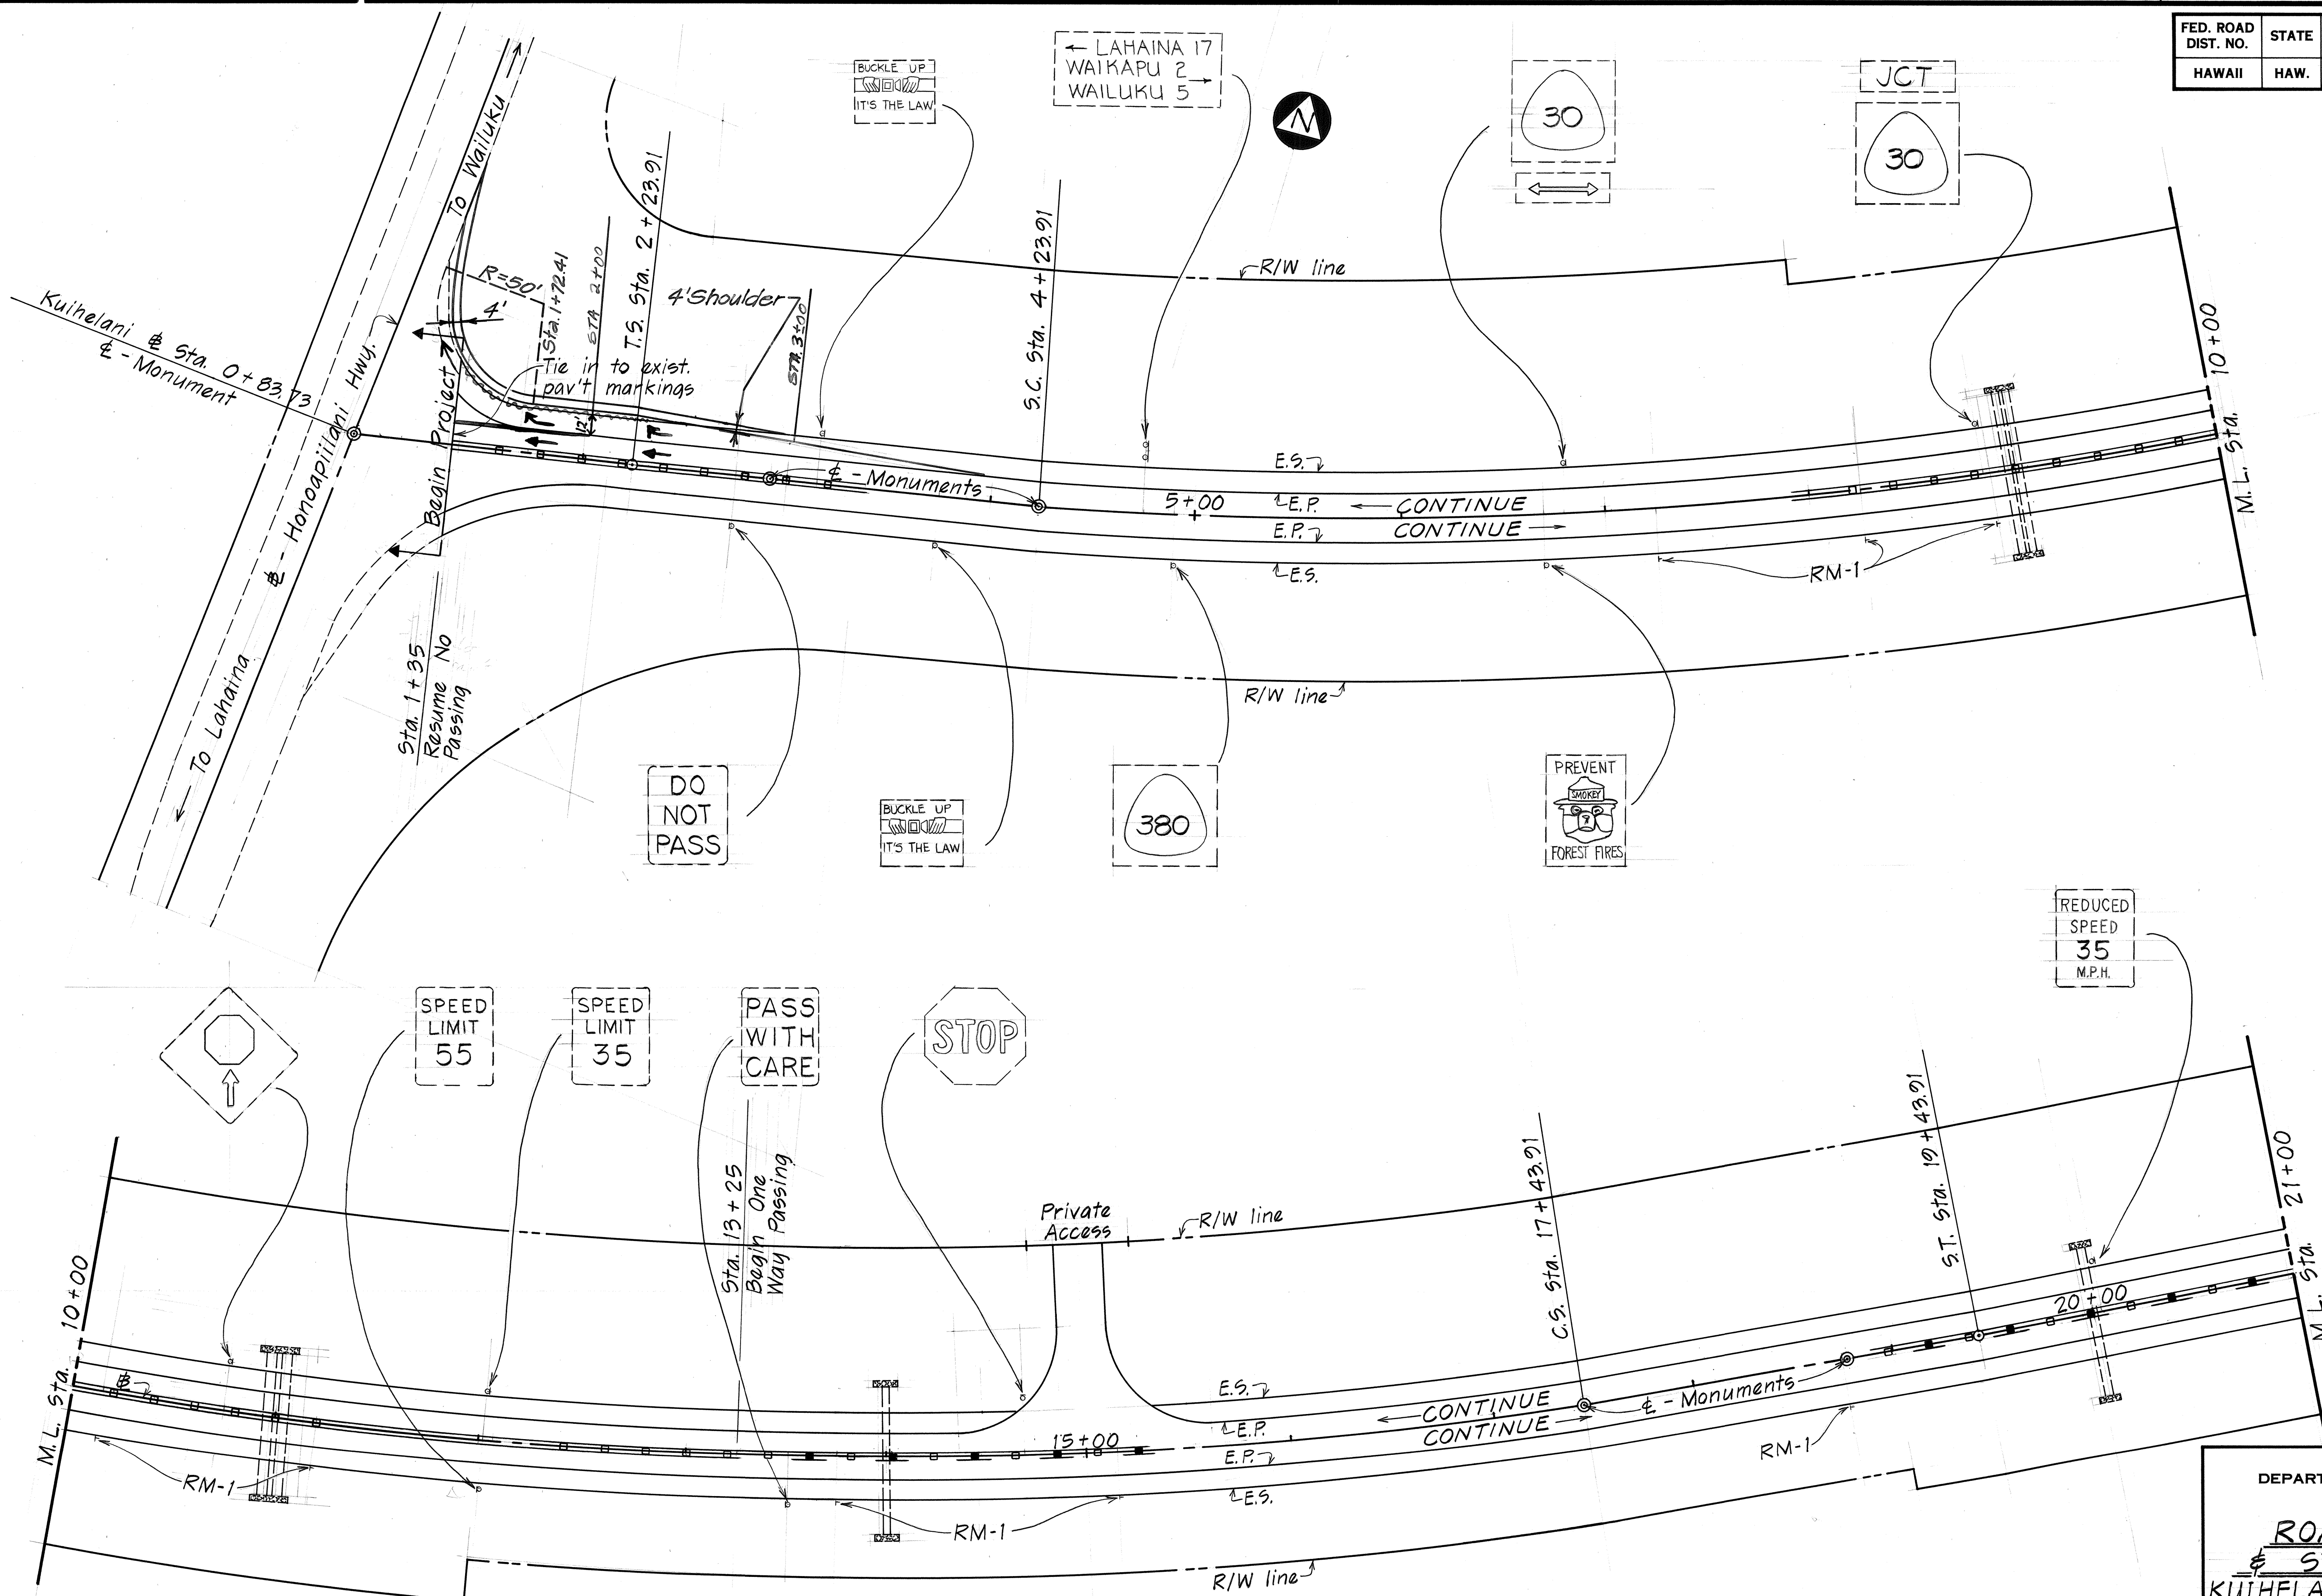 FED. ROAD DIST. NO.
STATE
HAWAII
HAW.
← LAHAINA 17
WAIKAPU 2 →
WAILUKU 5
BUCKLE UP
IT'S THE LAW
N
30
JCT
30
To Wailuku
R=50'
4'
Sta. 1+72.41
STA 2+00
T.S. Sta. 2+23.91
4' Shoulder
STA. 3+00
S.C. Sta. 4+23.91
R/W line
Kuihelani ⅊ Sta. 0+83.73
℄ - Monument
Honoapiilani Hwy.
Begin Project
Tie in to exist.
pav't markings
12'
℄ - Monuments
E.S.
5+00
E.P.
← CONTINUE
E.P.
CONTINUE →
E.S.
RM-1
M.L. Sta. 10+00
To Lahaina
Sta. 1+35
Resume No
Passing
R/W line
DO
NOT
PASS
BUCKLE UP
IT'S THE LAW
380
PREVENT
SMOKEY
FOREST FIRES
REDUCED
SPEED
35
M.P.H.
SPEED
LIMIT
55
SPEED
LIMIT
35
PASS
WITH
CARE
STOP
M.L. Sta. 10+00
Sta. 13+25
Begin One
Way Passing
Private
Access
R/W line
C.S. Sta. 17+43.91
S.T. Sta. 19+43.91
M.L. Sta. 21+00
20+00
℄ - Monuments
E.S.
← CONTINUE
E.P.
CONTINUE →
E.P.
E.S.
15+00
RM-1
RM-1
RM-1
R/W line
DEPART
ROA
& S
KUIHELA